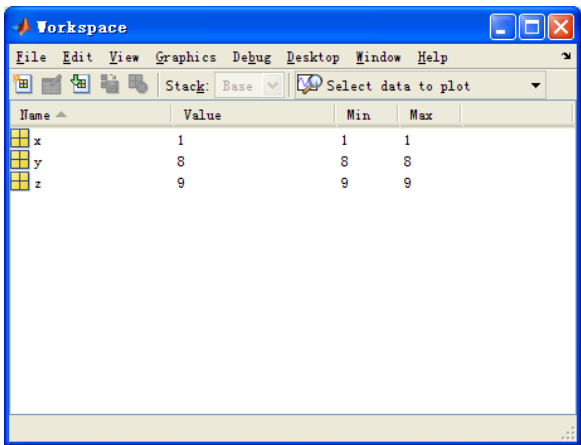 Workspace
File Edit View Graphics Debug Desktop Window Help
Stack: Base Select data to plot
Name Value Min Max
x 1 1 1
y 8 8 8
z 9 9 9